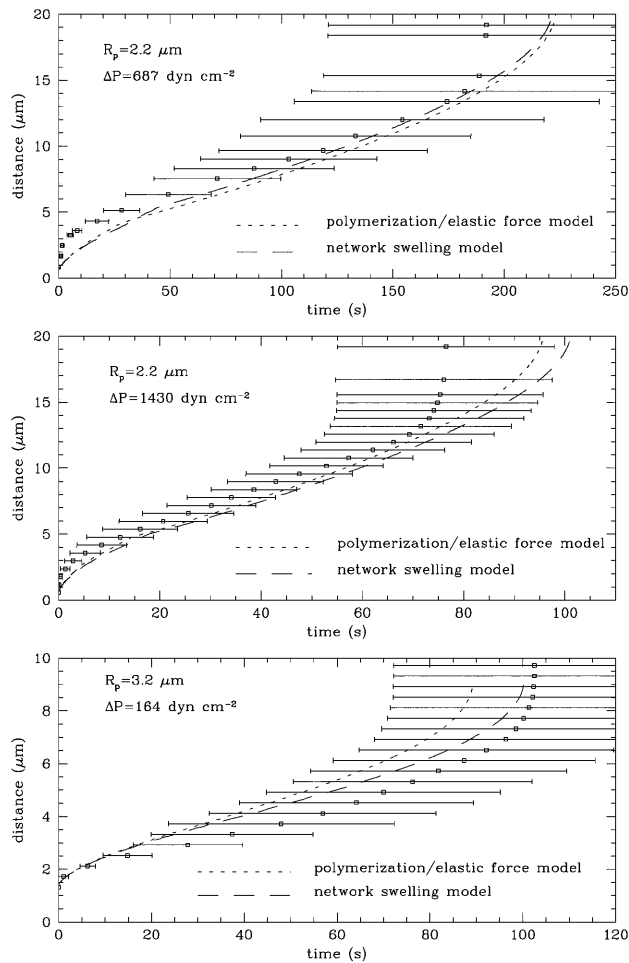 20
15
10
5
0
distance (μm)
Rp=2.2 μm
ΔP=687 dyn cm⁻²
polymerization/elastic force model
network swelling model
0 50 100 150 200 250
time (s)
20
15
10
5
0
distance (μm)
Rp=2.2 μm
ΔP=1430 dyn cm⁻²
polymerization/elastic force model
network swelling model
0 20 40 60 80 100
time (s)
10
8
6
4
2
0
distance (μm)
Rp=3.2 μm
ΔP=164 dyn cm⁻²
polymerization/elastic force model
network swelling model
0 20 40 60 80 100 120
time (s)